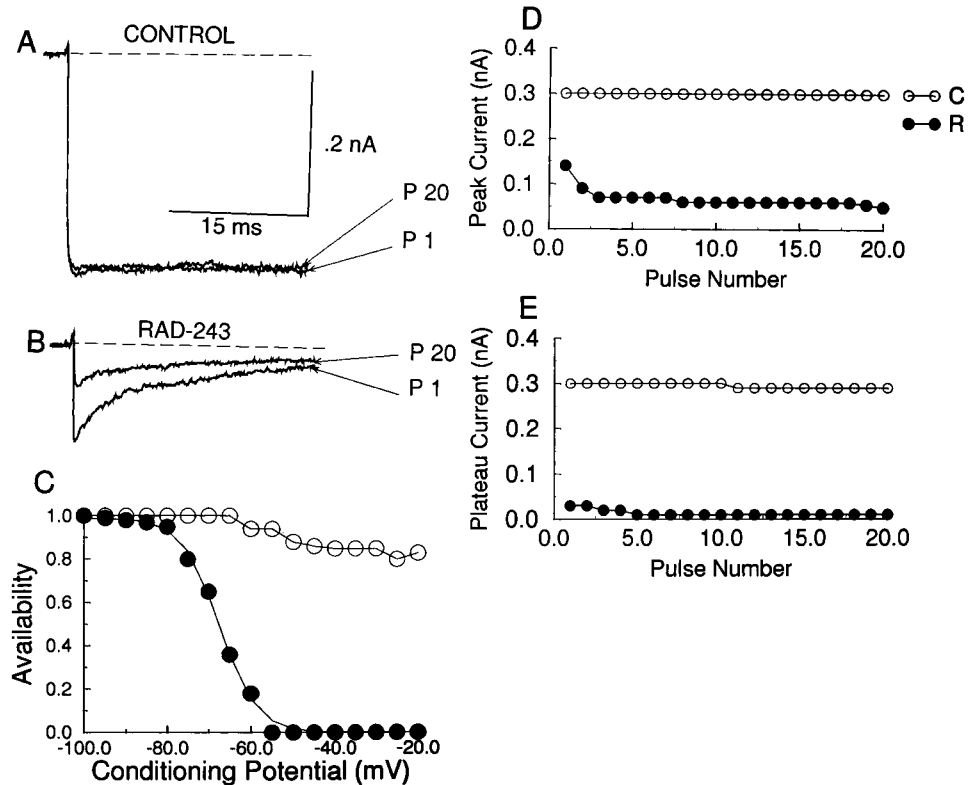 A
CONTROL
.2 nA
15 ms
P 20
P 1
B
RAD-243
P 20
P 1
C
Availability
1.0
0.8
0.6
0.4
0.2
0.0
-100.0 -80.0 -60.0 -40.0 -20.0
Conditioning Potential (mV)
D
Peak Current (nA)
0.4
0.3
0.2
0.1
0.0
0.0 5.0 10.0 15.0 20.0
Pulse Number
C
R
E
Plateau Current (nA)
0.4
0.3
0.2
0.1
0.0
0.0 5.0 10.0 15.0 20.0
Pulse Number